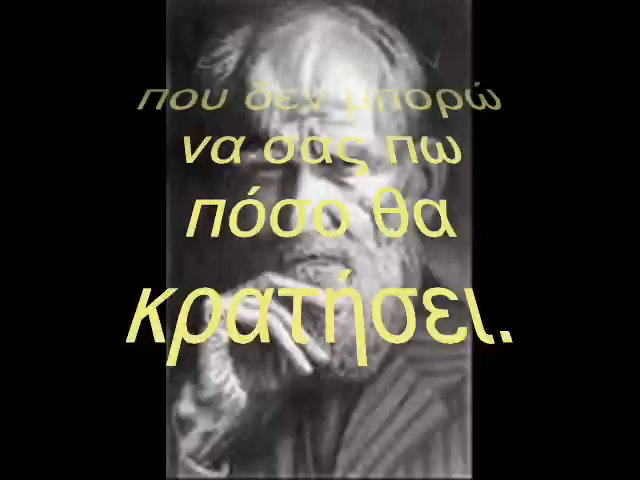 που δεν μπορώ
να σας πω
πόσο θα
κρατήσει.